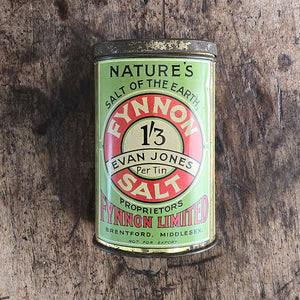 NATURE'S
SALT OF THE EARTH
FYNNON
1'3
EVAN JONES
Per Tin
SALT
PROPRIETORS
FYNNON LIMITED
BRENTFORD, MIDDLESEX.
NOT FOR EXPORT